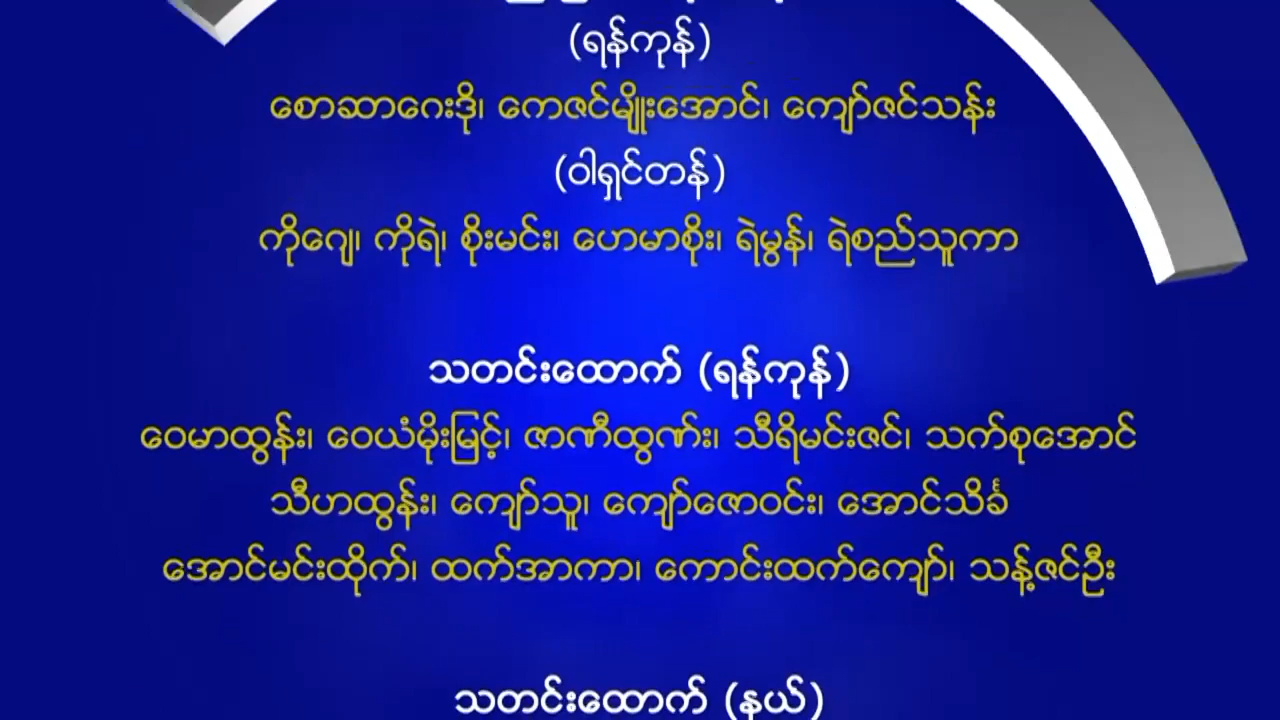 (ရန်ကုန်)
စောဆာဂေးဒို၊ ကေဇင်မျိုးအောင်၊ ကျော်ဇင်သန်း
(ဝါရှင်တန်)
ကိုဂျေ၊ ကိုရဲ၊ စိုးမင်း၊ ဟေမာစိုး၊ ရဲမွန်၊ ရဲစည်သူကာ
သတင်းထောက် (ရန်ကုန်)
ဝေမာထွန်း၊ ဝေယံမိုးမြင့်၊ ဇာဏီထွဏ်း၊ သီရိမင်းဇင်၊ သက်စုအောင်
သီဟထွန်း၊ ကျော်သူ၊ ကျော်ဇောဝင်း၊ အောင်သိင်္ခ
အောင်မင်းထိုက်၊ ထက်အာကာ၊ ကောင်းထက်ကျော်၊ သန့်ဇင်ဦး
သတင်းထောက် (နယ်)